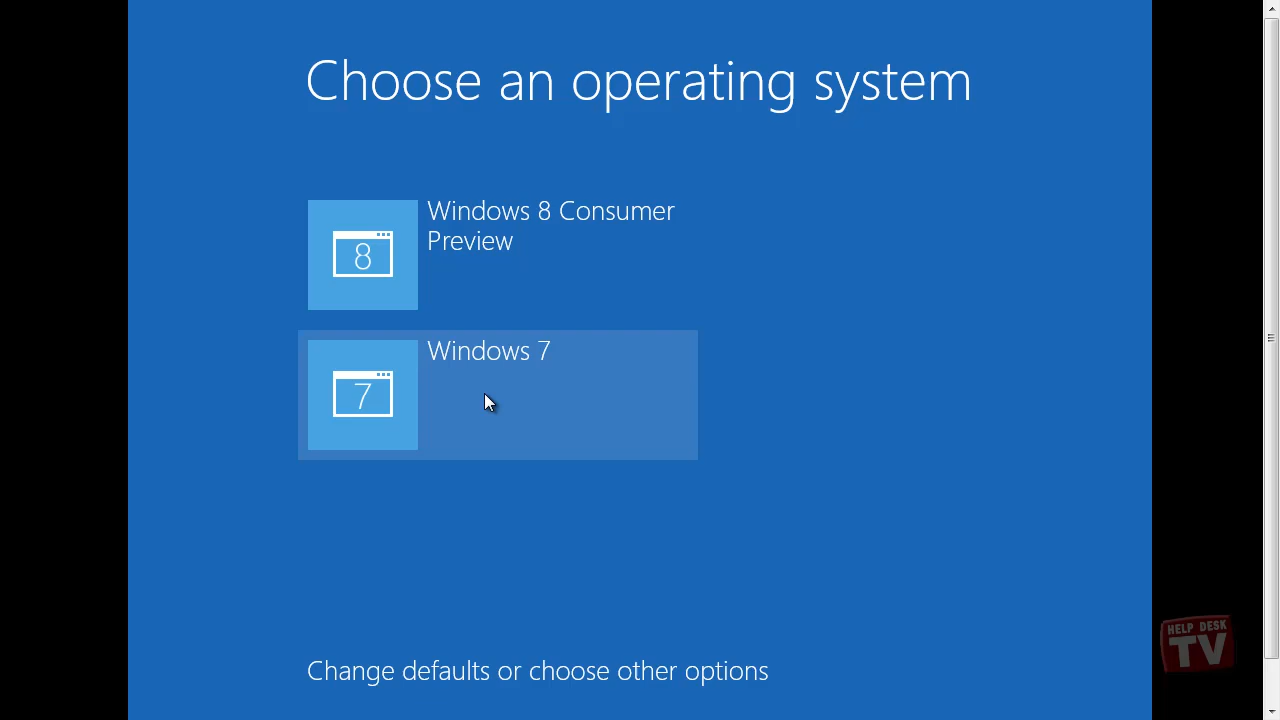 Choose an operating system
Windows 8 Consumer
Preview
8
Windows 7
7
Change defaults or choose other options
HELP DESK
TV